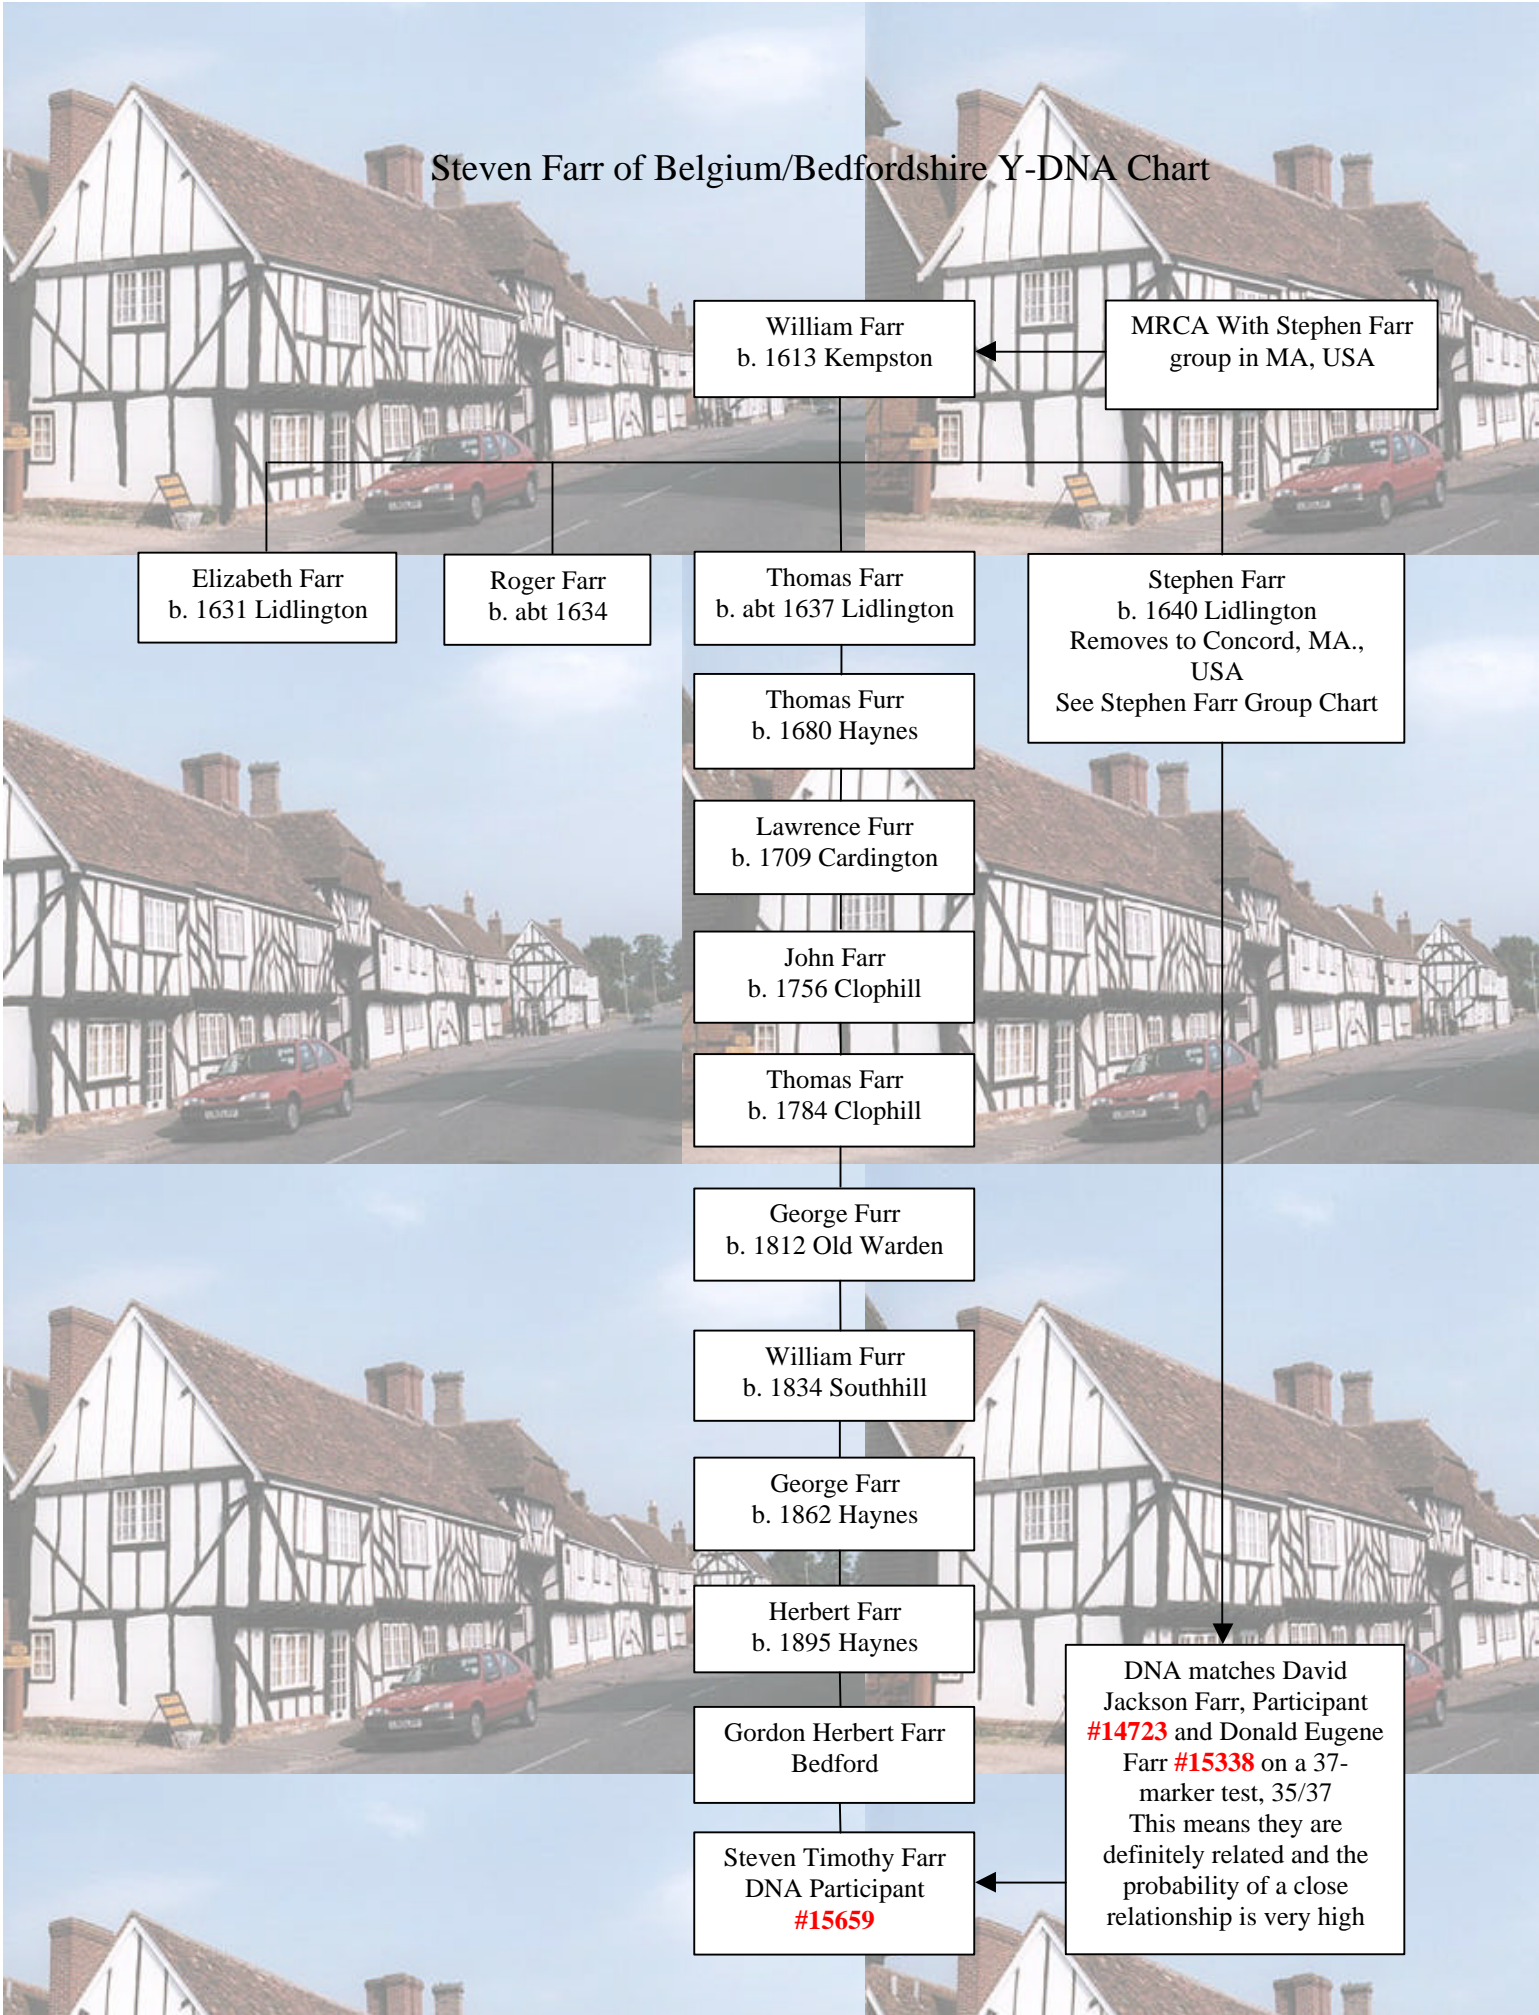 Steven Farr of Belgium/Bedfordshire Y-DNA Chart
William Farr
b. 1613 Kempston
MRCA With Stephen Farr
group in MA, USA
Elizabeth Farr
b. 1631 Lidlington
Roger Farr
b. abt 1634
Thomas Farr
b. abt 1637 Lidlington
Stephen Farr
b. 1640 Lidlington
Removes to Concord, MA.,
USA
See Stephen Farr Group Chart
Thomas Furr
b. 1680 Haynes
Lawrence Furr
b. 1709 Cardington
John Farr
b. 1756 Clophill
Thomas Farr
b. 1784 Clophill
George Furr
b. 1812 Old Warden
William Furr
b. 1834 Southhill
George Farr
b. 1862 Haynes
Herbert Farr
b. 1895 Haynes
Gordon Herbert Farr
Bedford
Steven Timothy Farr
DNA Participant
#15659
DNA matches David
Jackson Farr, Participant
#14723 and Donald Eugene
Farr #15338 on a 37-
marker test, 35/37
This means they are
definitely related and the
probability of a close
relationship is very high